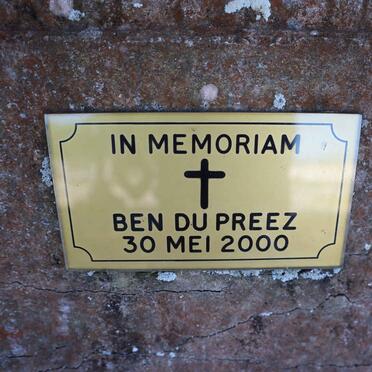 IN MEMORIAM
BEN DU PREEZ
30 MEI 2000